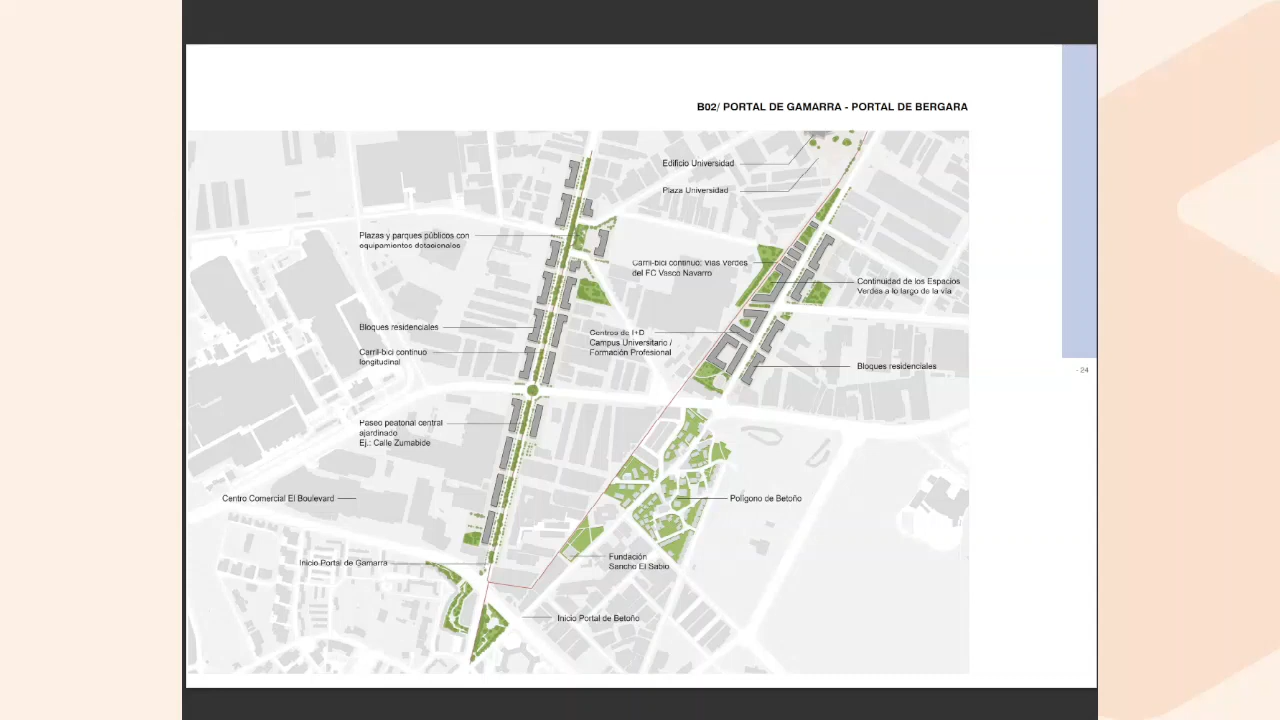 B02/ PORTAL DE GAMARRA - PORTAL DE BERGARA
Edificio Universidad
Plaza Universidad
Plazas y parques públicos con
equipamientos dotacionales
Carril-bici continuo: Vías Verdes
del FC Vasco Navarro
Continuidad de los Espacios
Verdes a lo largo de la vía
Bloques residenciales
Centros de I+D
Campus Universitario /
Formación Profesional
Carril-bici continuo
longitudinal
Bloques residenciales
- 24
Paseo peatonal central
ajardinado
Ej.: Calle Zumabide
Centro Comercial El Boulevard
Polígono de Betoño
Inicio Portal de Gamarra
Fundación
Sancho El Sabio
Inicio Portal de Betoño